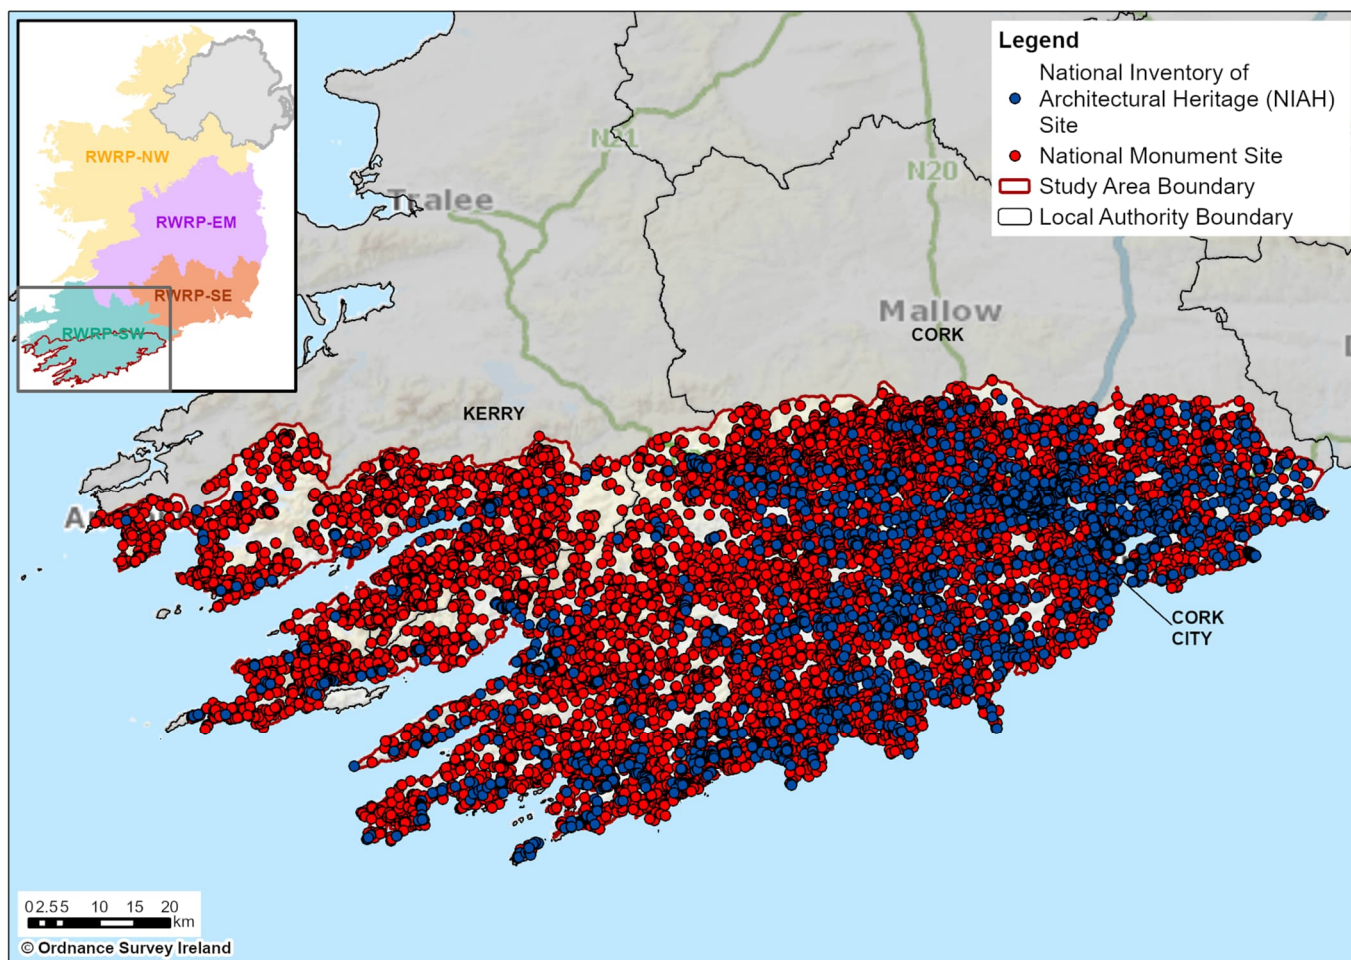 RWRP-NW
RWRP-EM
RWRP-SE
RWRP-SW
Legend
National Inventory of
Architectural Heritage (NIAH)
Site
National Monument Site
Study Area Boundary
Local Authority Boundary
N21
N20
Tralee
Mallow
CORK
KERRY
CORK
CITY
0 2.5 5 10 15 20
km
© Ordnance Survey Ireland